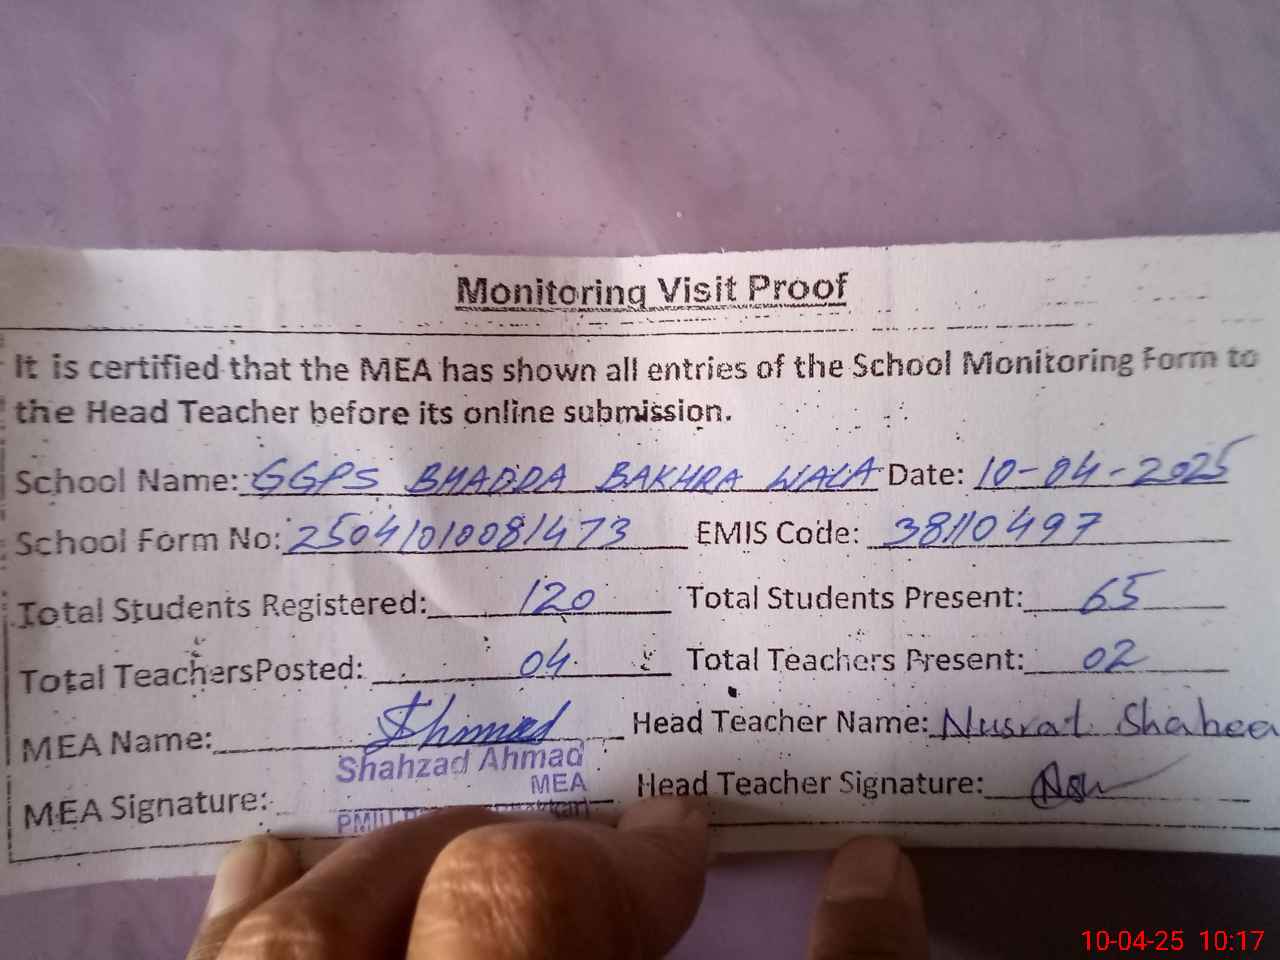 Monitoring Visit Proof
It is certified that the MEA has shown all entries of the School Monitoring Form to
the Head Teacher before its online submission.
School Name: GGPS BHADDA BAKHRA WALA Date: 10-04-2025
School Form No: 25041010081473 EMIS Code: 38110497
Total Students Registered: 120 Total Students Present: 65
Total TeachersPosted: 04 Total Teachers Present: 02
MEA Name: Ahmad Head Teacher Name: Nusrat Shaheen
Shahzad Ahmad
MEA
MEA Signature: Head Teacher Signature:
PMIU
10-04-25 10:17